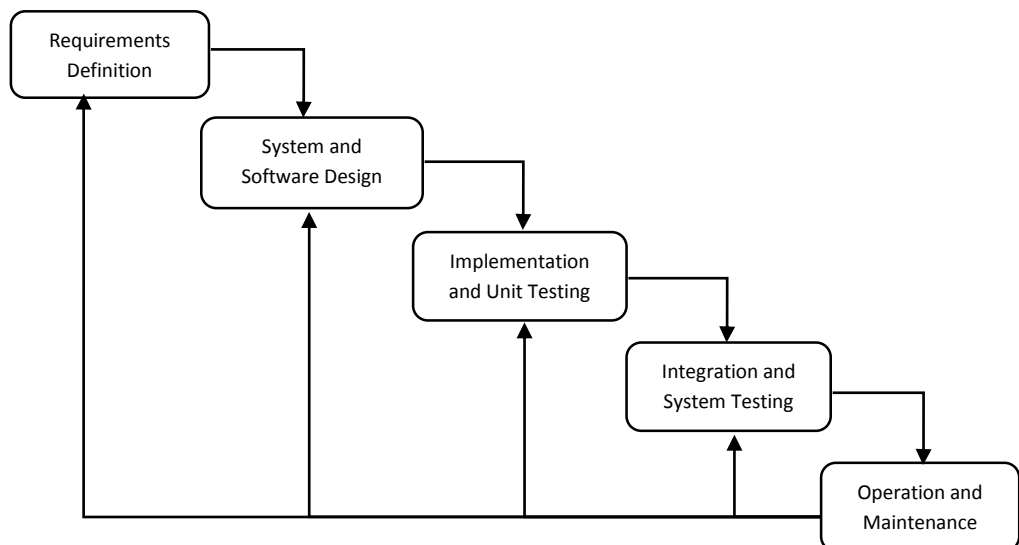 Requirements
Definition
System and
Software Design
Implementation
and Unit Testing
Integration and
System Testing
Operation and
Maintenance